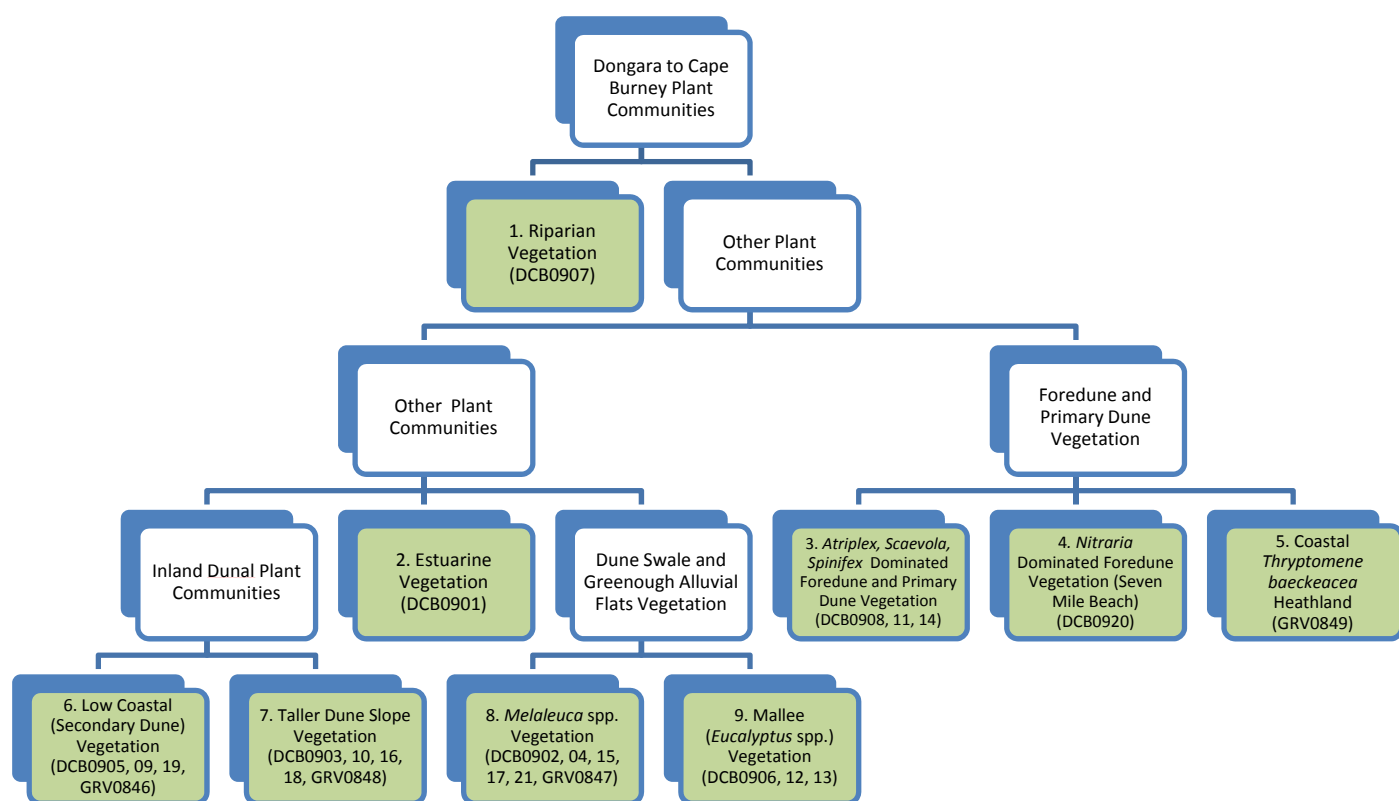 Dongara to Cape
Burney Plant
Communities
1. Riparian
Vegetation
(DCB0907)
Other Plant
Communities
Other Plant
Communities
Foredune and
Primary Dune
Vegetation
Inland Dunal Plant
Communities
2. Estuarine
Vegetation
(DCB0901)
Dune Swale and
Greenough Alluvial
Flats Vegetation
3. Atriplex, Scaevola,
Spinifex Dominated
Foredune and Primary
Dune Vegetation
(DCB0908, 11, 14)
4. Nitraria
Dominated Foredune
Vegetation (Seven
Mile Beach)
(DCB0920)
5. Coastal
Thryptomene
baeckeacea
Heathland
(GRV0849)
6. Low Coastal
(Secondary Dune)
Vegetation
(DCB0905, 09, 19,
GRV0846)
7. Taller Dune Slope
Vegetation
(DCB0903, 10, 16,
18, GRV0848)
8. Melaleuca spp.
Vegetation
(DCB0902, 04, 15,
17, 21, GRV0847)
9. Mallee
(Eucalyptus spp.)
Vegetation
(DCB0906, 12, 13)